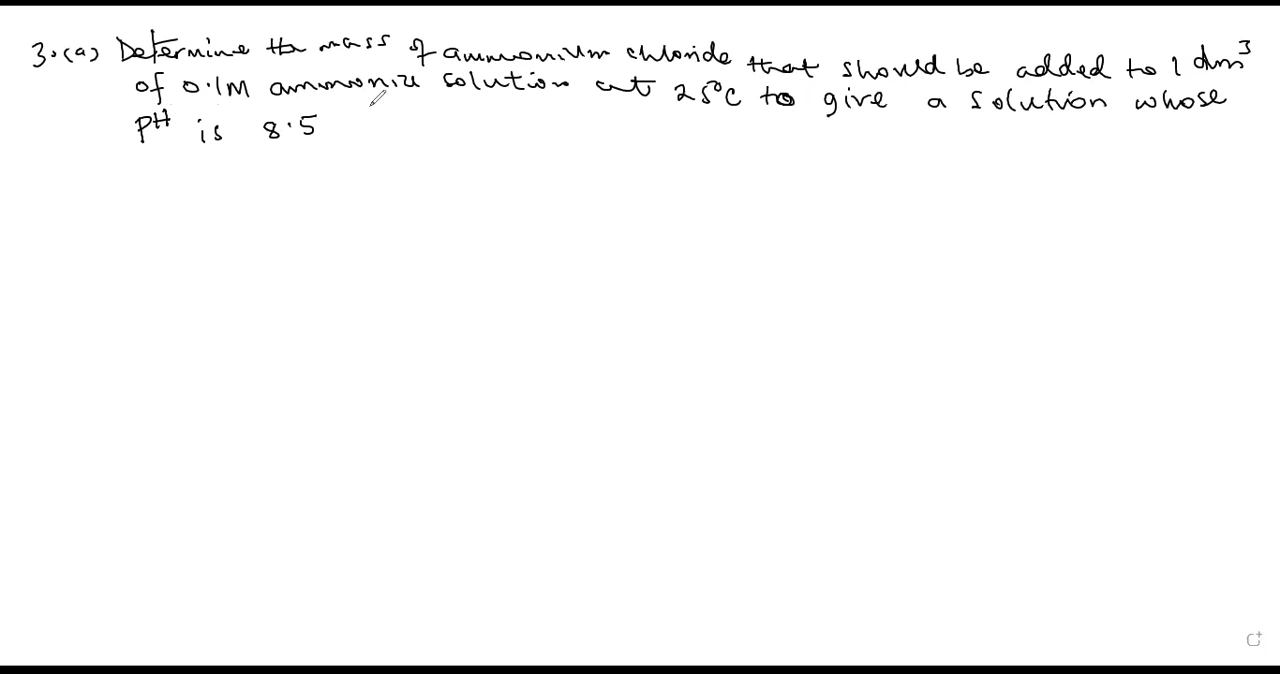 3.(a) Determine the mass of ammonium chloride that should be added to 1 dm³
of 0.1M ammonia solution at 25°C to give a solution whose
PH is 8.5